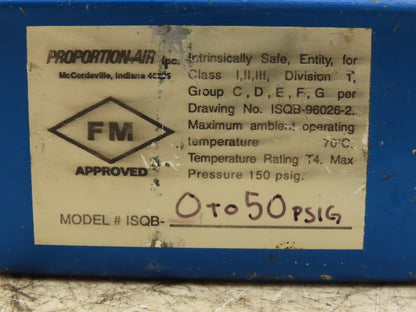 PROPORTION-AIR Inc.
McCordsville, Indiana
FM
APPROVED
Intrinsically Safe, Entity, for
Class I,II,III, Division 1,
Group C, D, E, F, G per
Drawing No. ISQB-96026-2.
Maximum ambient operating
temperature 70°C.
Temperature Rating T4. Max
Pressure 150 psig.
MODEL # ISQB- 0 TO 50 PSIG